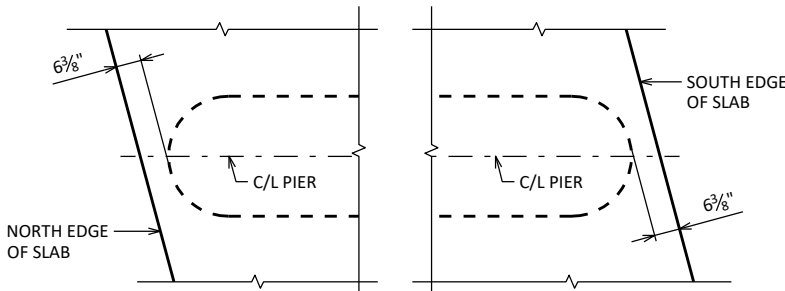 6⅜"
SOUTH EDGE
OF SLAB
C/L PIER
C/L PIER
6⅜"
NORTH EDGE
OF SLAB